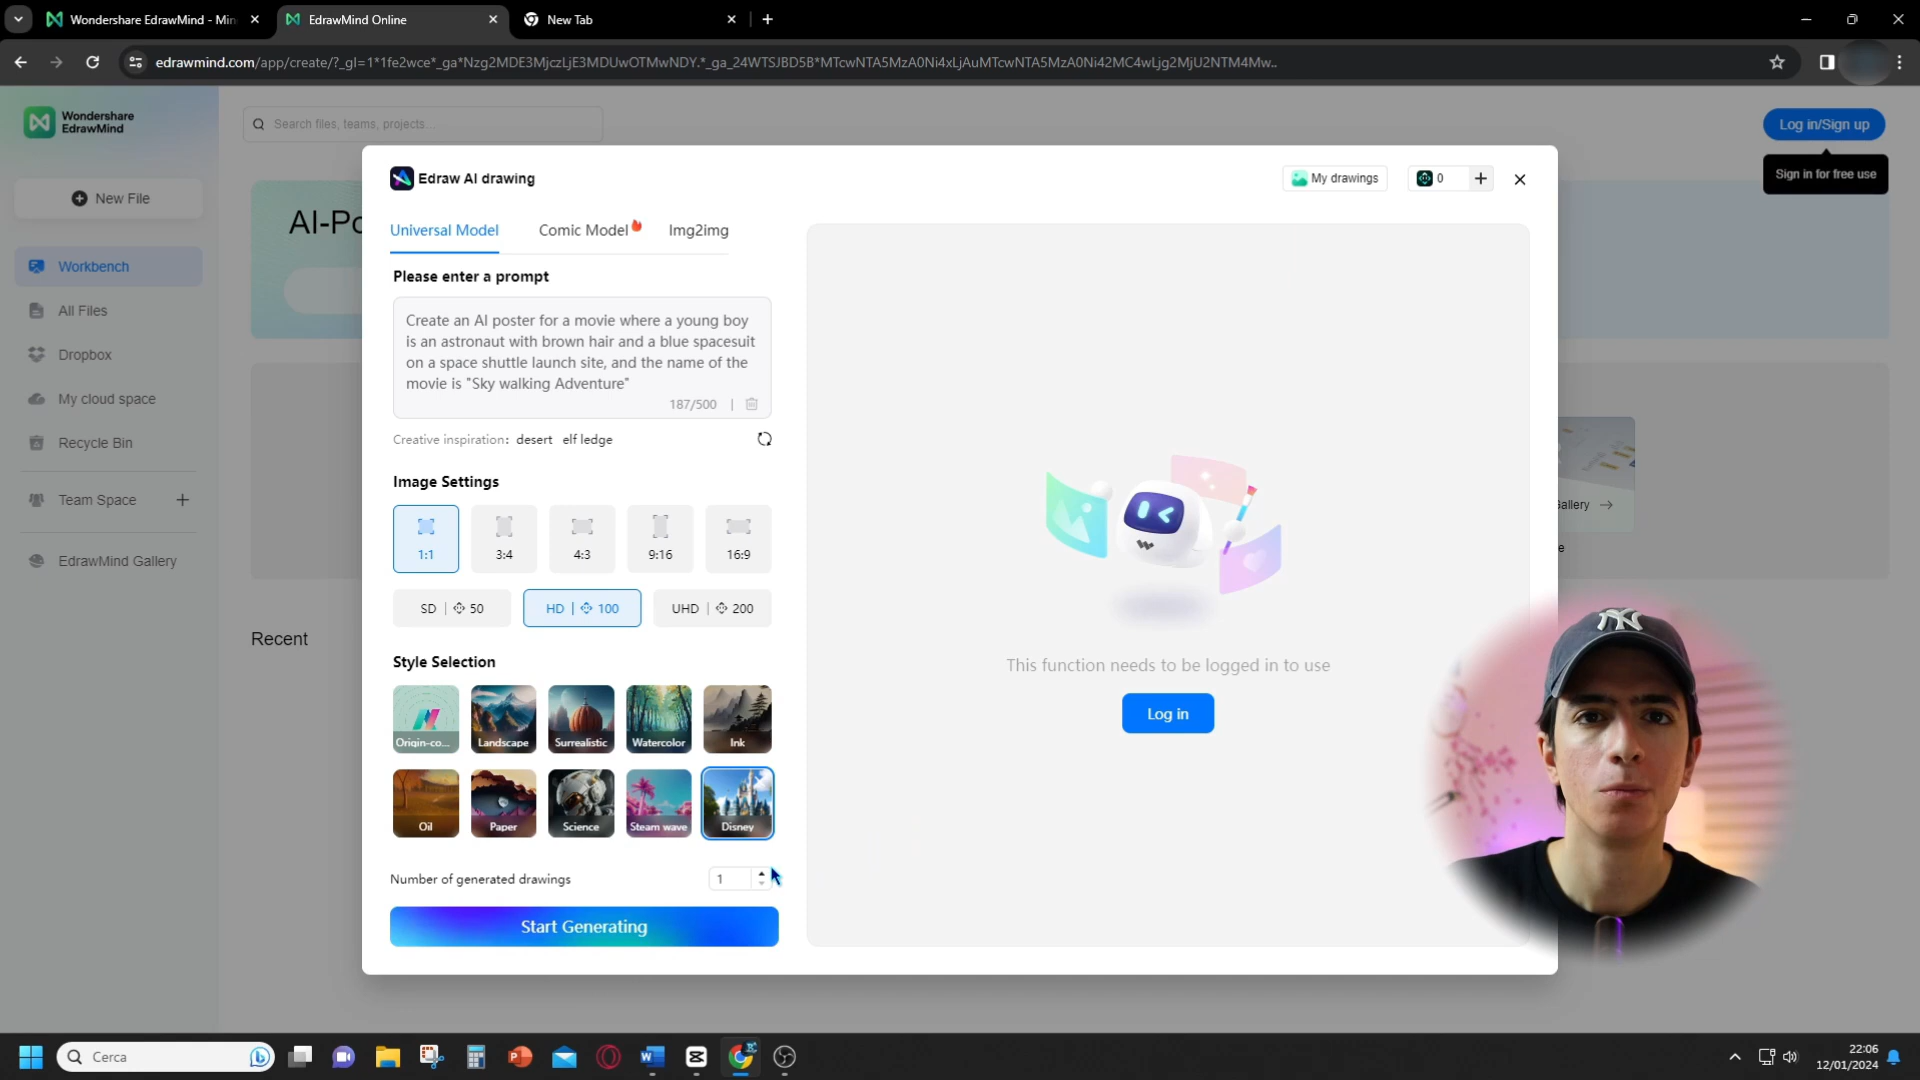 Wondershare EdrawMind - Min
EdrawMind Online
New Tab
edrawmind.com/app/create/?_gl=1*1fe2wce*_ga*Nzg2MDE3MjczLjE3MDUwOTMwNDY.*_ga_24WTSJBD5B*MTcwNTA5MzA0Ni4xLjAuMTcwNTA5MzA0Ni42MC4wLjg2MjU2NTM4Mw..
Wondershare
EdrawMind
Search files, teams, projects...
Log in/Sign up
Sign in for free use
New File
AI-Po
Workbench
All Files
Dropbox
My cloud space
Recycle Bin
Team Space
EdrawMind Gallery
Recent
Gallery
Edraw AI drawing
My drawings
0
Universal Model
Comic Model
Img2img
Please enter a prompt
Create an AI poster for a movie where a young boy
is an astronaut with brown hair and a blue spacesuit
on a space shuttle launch site, and the name of the
movie is "Sky walking Adventure"
187/500
Creative inspiration: desert elf ledge
Image Settings
1:1 3:4 4:3 9:16 16:9
SD | 50 HD | 100 UHD | 200
Style Selection
Origin-co... Landscape Surrealistic Watercolor Ink
Oil Paper Science Steam wave Disney
Number of generated drawings 1
Start Generating
This function needs to be logged in to use
Log in
NY
Cerca
22:06
12/01/2024